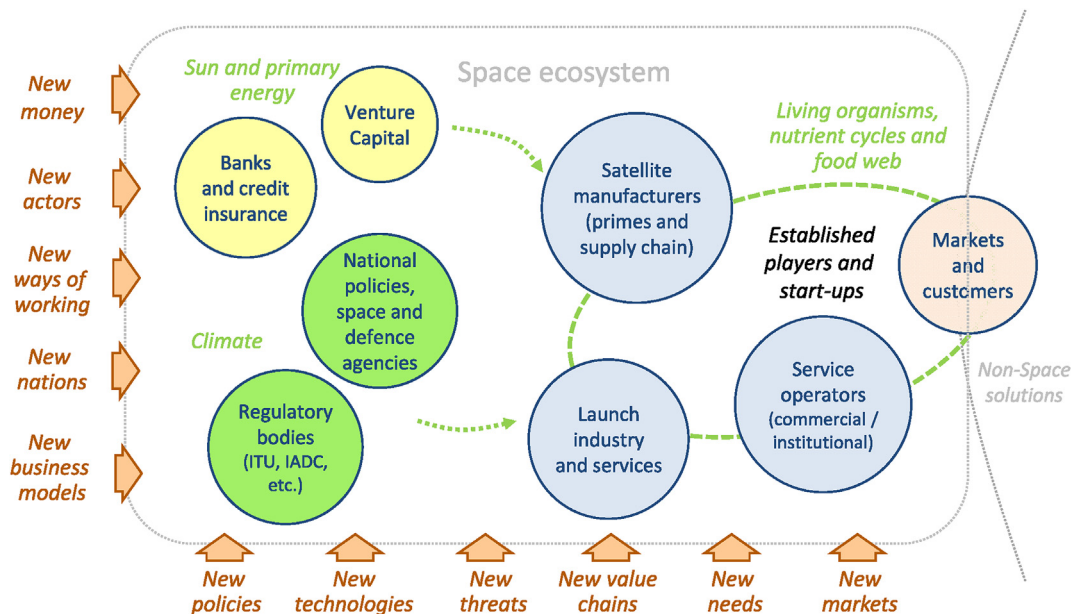 Space ecosystem
Sun and primary
energy
Venture
Capital
Banks
and credit
insurance
National
policies,
space and
defence
agencies
Climate
Regulatory
bodies
(ITU, IADC,
etc.)
Satellite
manufacturers
(primes and
supply chain)
Launch
industry
and services
Living organisms,
nutrient cycles and
food web
Established
players and
start-ups
Service
operators
(commercial /
institutional)
Markets
and
customers
Non-Space
solutions
New
money
New
actors
New
ways of
working
New
nations
New
business
models
New
policies
New
technologies
New
threats
New value
chains
New
needs
New
markets